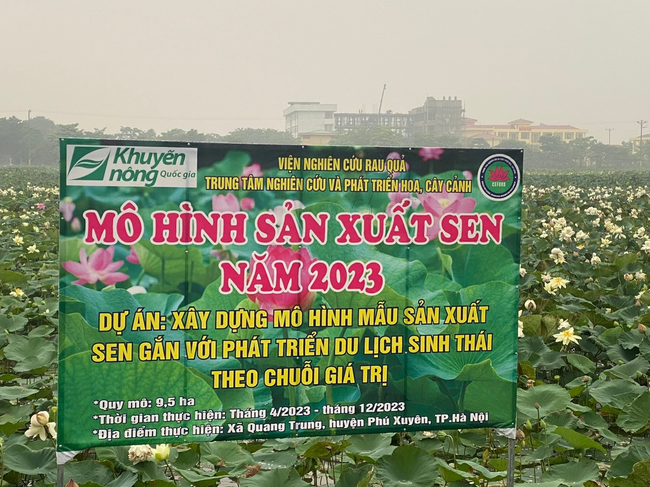 Khuyến
nông Quốc gia
VIỆN NGHIÊN CỨU RAU QUẢ
TRUNG TÂM NGHIÊN CỨU VÀ PHÁT TRIỂN HOA, CÂY CẢNH
MÔ HÌNH SẢN XUẤT SEN
NĂM 2023
DỰ ÁN: XÂY DỰNG MÔ HÌNH MẪU SẢN XUẤT
SEN GẮN VỚI PHÁT TRIỂN DU LỊCH SINH THÁI
THEO CHUỖI GIÁ TRỊ
*Quy mô: 9,5 ha
*Thời gian thực hiện: Tháng 4/2023 - tháng 12/2023
*Địa điểm thực hiện: Xã Quang Trung, huyện Phú Xuyên, TP.Hà Nội